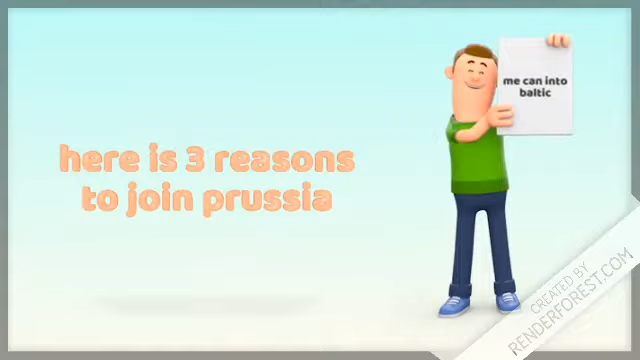 here is 3 reasons
to join prussia
me can into
baltic
CREATED BY
RENDERFOREST.COM